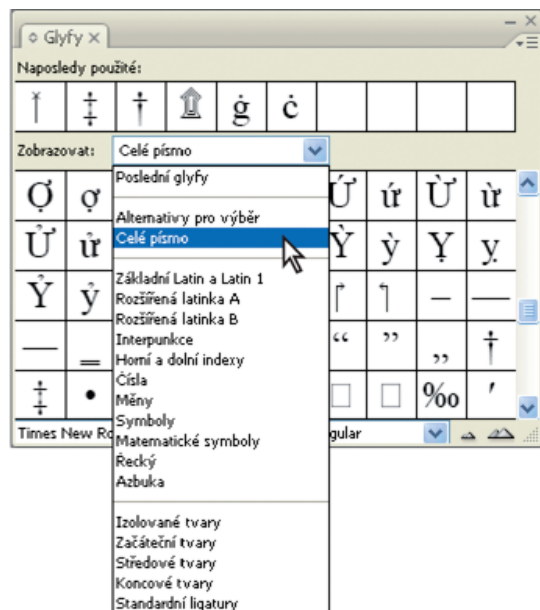 Glyfy
Naposledy použité:
‡ † ġ ċ
Zobrazovat: Celé písmo
Poslední glyfy
Alternativy pro výběr
Celé písmo
Základní Latin a Latin 1
Rozšířená latinka A
Rozšířená latinka B
Interpunkce
Horní a dolní indexy
Čísla
Měny
Symboly
Matematické symboly
Řecký
Azbuka
Izolované tvary
Začáteční tvary
Středové tvary
Koncové tvary
Standardní ligatury
Ợ ợ Ứ ứ Ừ ừ
Ử ử Ỳ ỳ Ỵ ỵ
Ỷ ỷ – —
― ‗ “ ” „ †
‡ • ‰ ′
Times New Ro gular